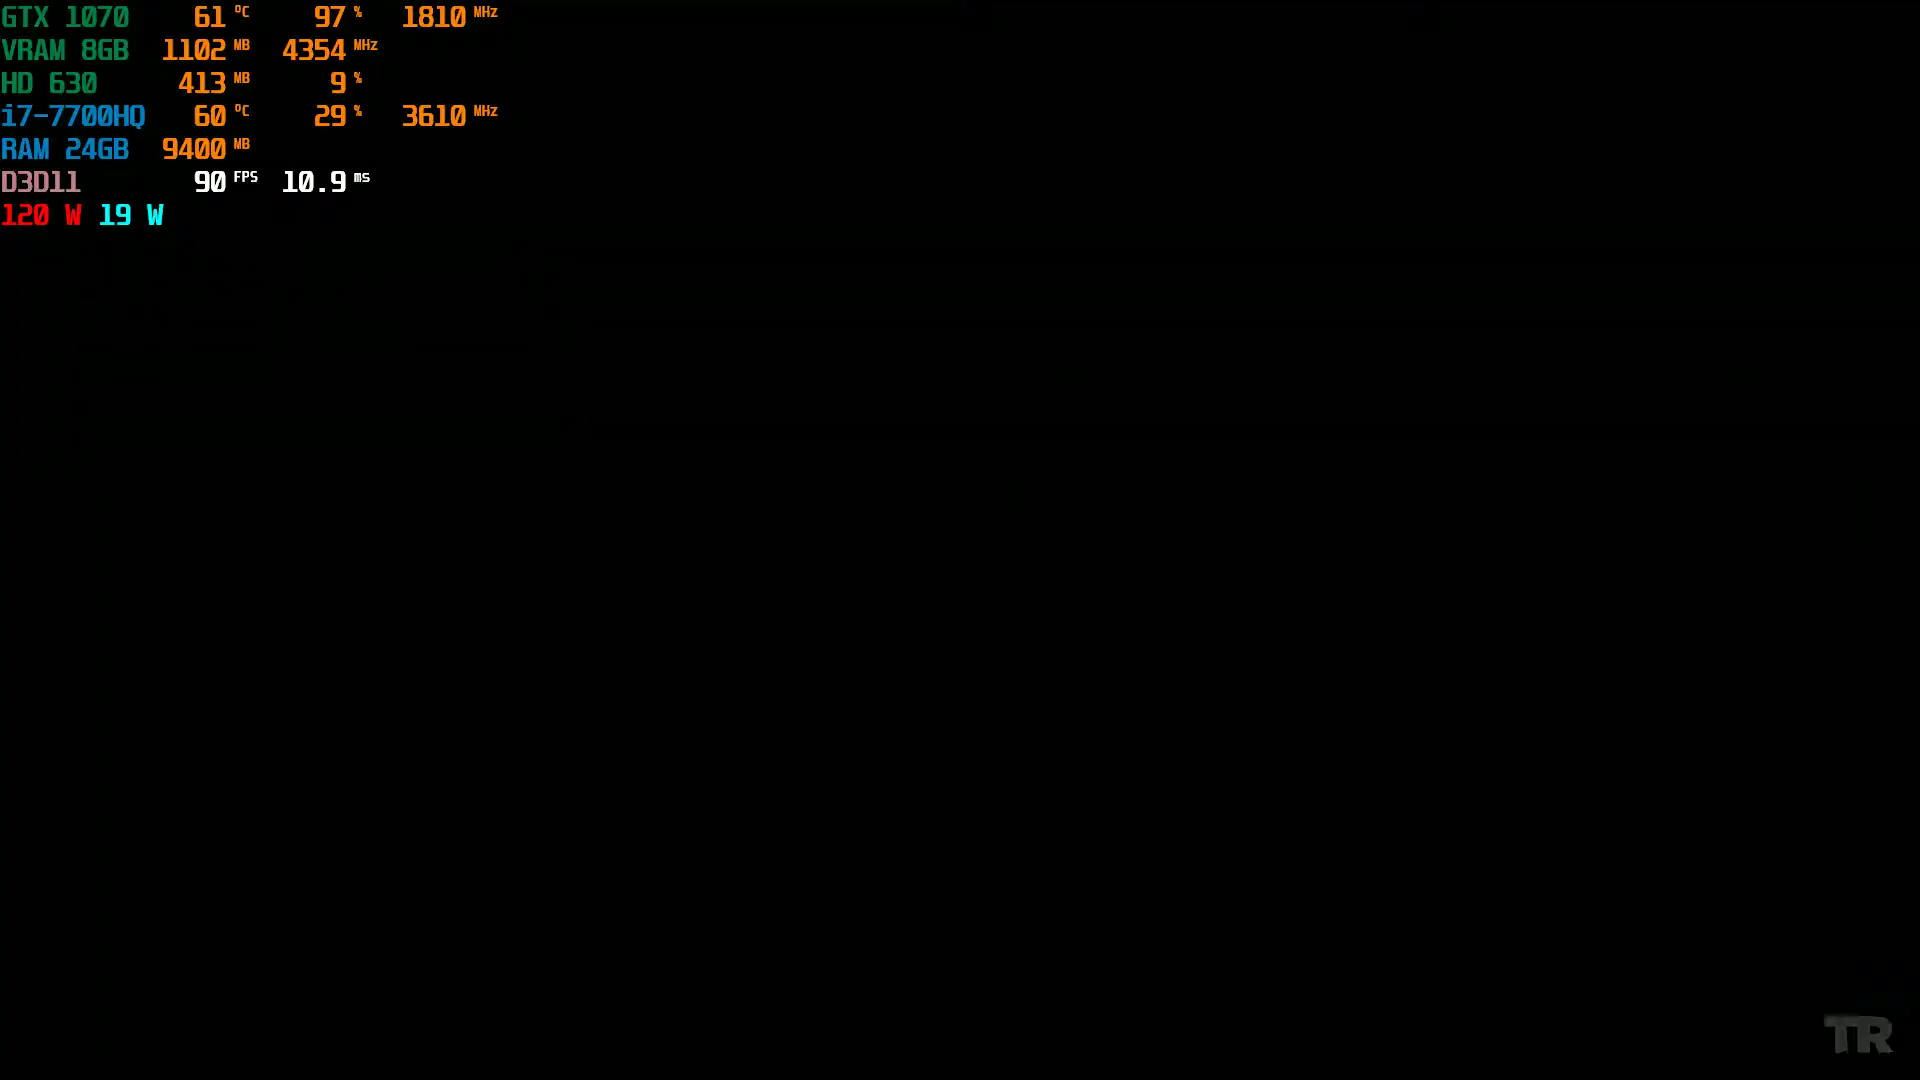 GTX 1070 61 °C 97 % 1810 MHz
VRAM 8GB 1102 MB 4354 MHz
HD 630 413 MB 9 %
i7-7700HQ 60 °C 29 % 3610 MHz
RAM 24GB 9400 MB
D3D11 90 FPS 10.9 ms
120 W 19 W
TR